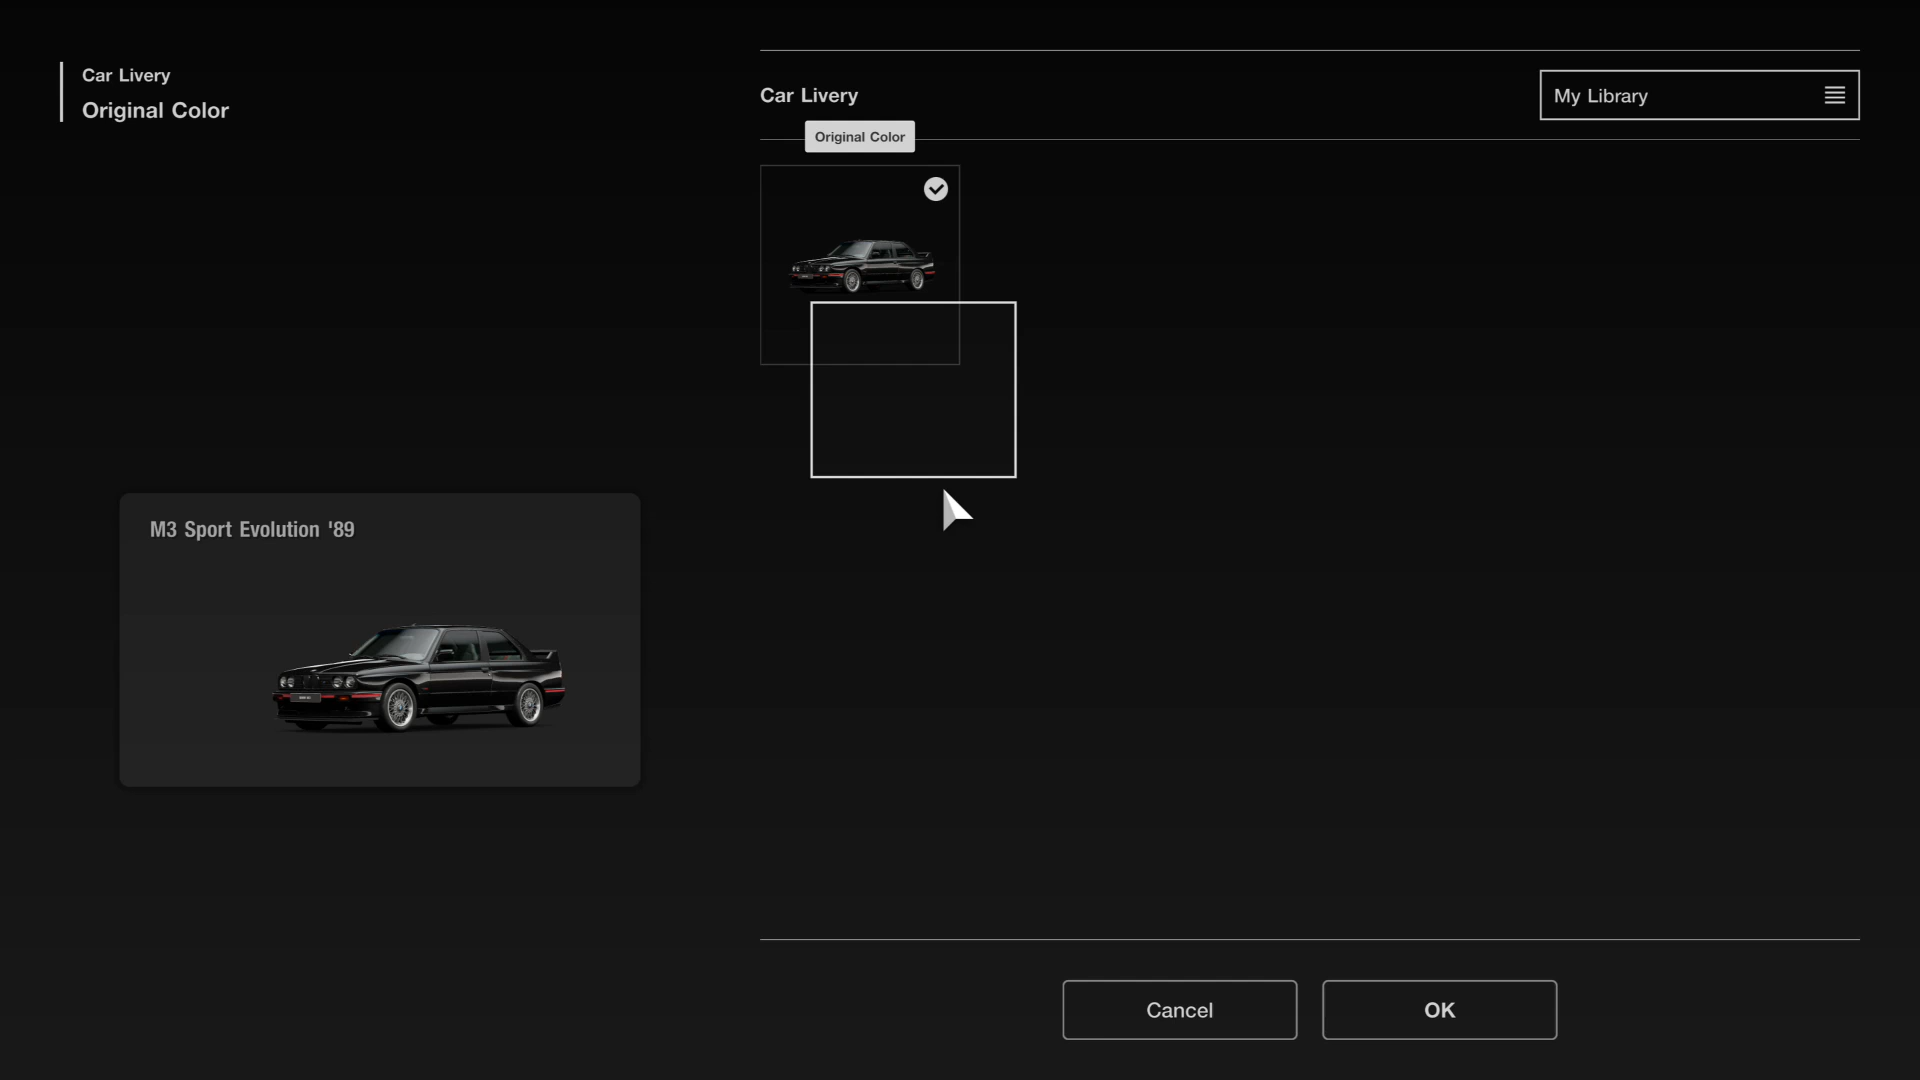 Car Livery
Original Color
Car Livery
My Library
Original Color
M3 Sport Evolution '89
Cancel
OK